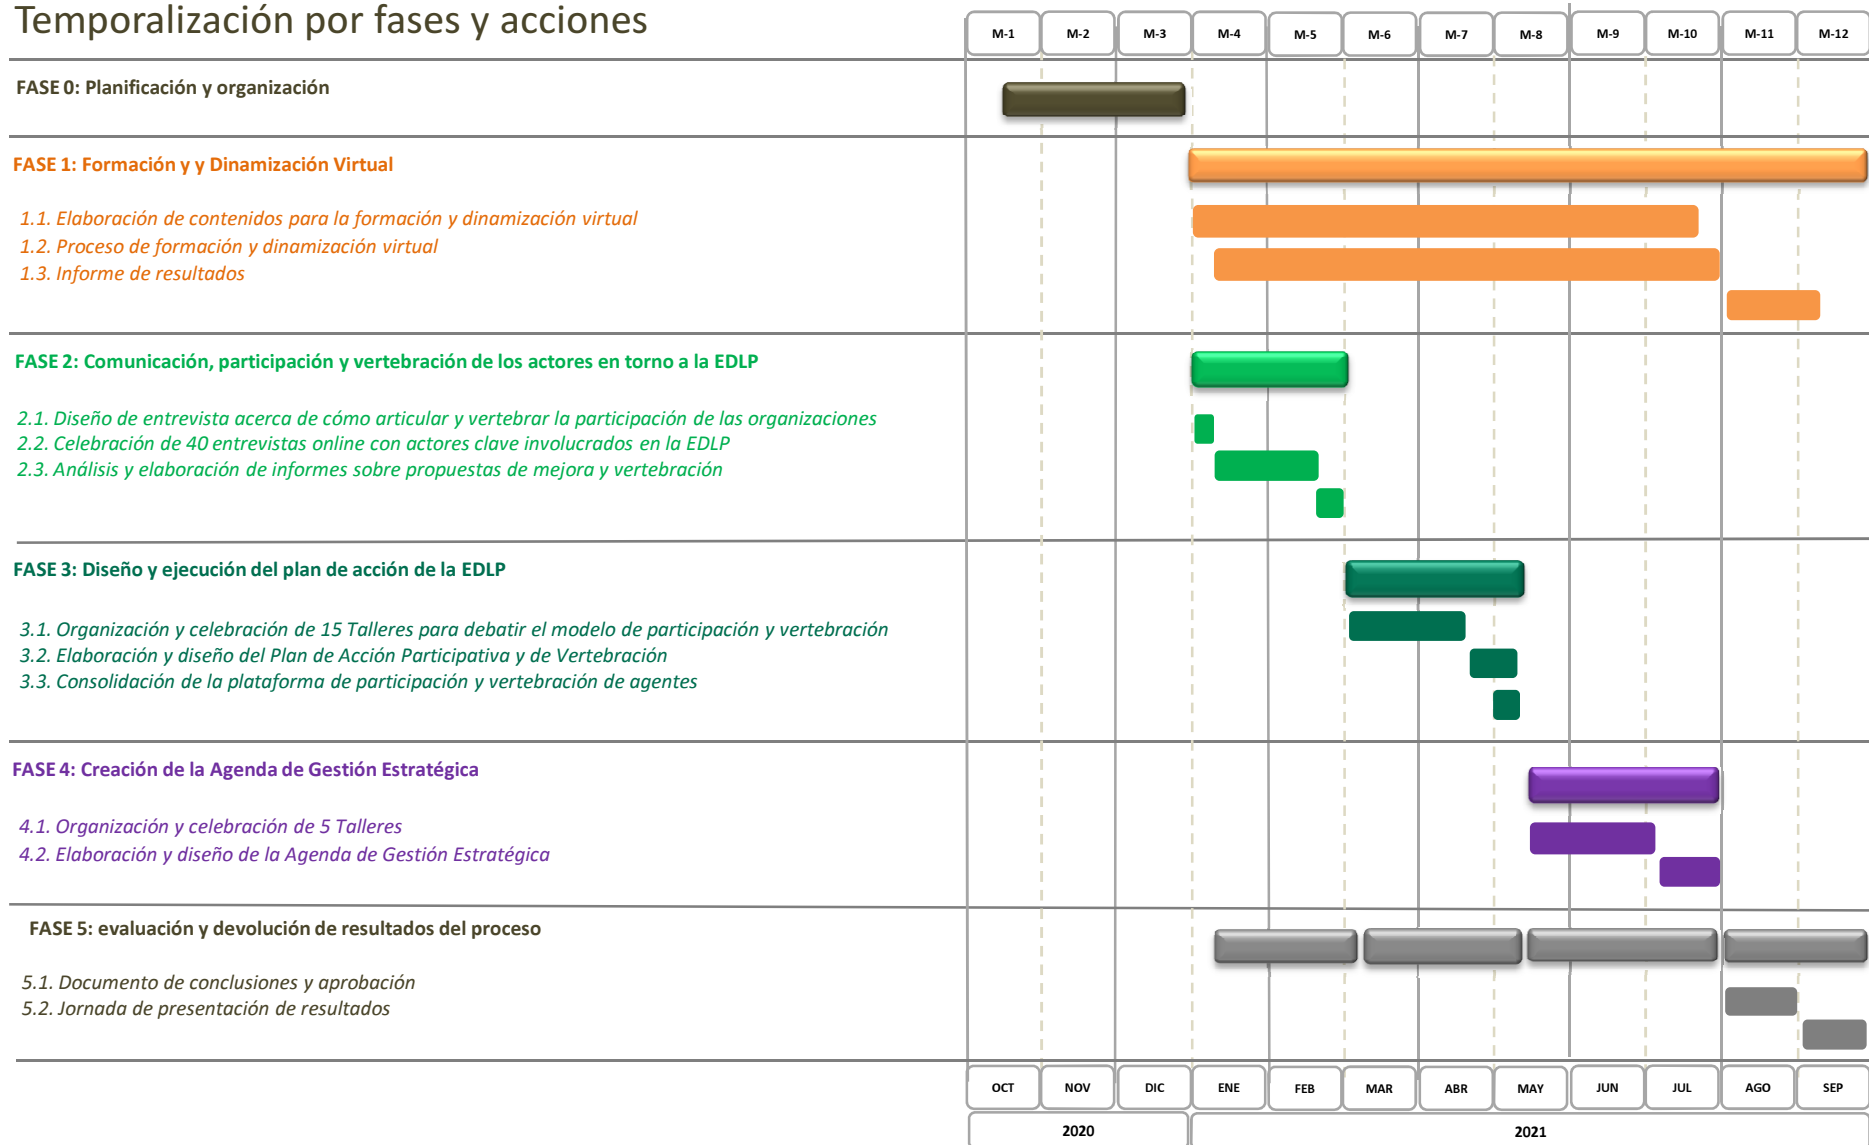 Temporalización por fases y acciones
M-1 M-2 M-3 M-4 M-5 M-6 M-7 M-8 M-9 M-10 M-11 M-12
FASE 0: Planificación y organización
FASE 1: Formación y y Dinamización Virtual
1.1. Elaboración de contenidos para la formación y dinamización virtual
1.2. Proceso de formación y dinamización virtual
1.3. Informe de resultados
FASE 2: Comunicación, participación y vertebración de los actores en torno a la EDLP
2.1. Diseño de entrevista acerca de cómo articular y vertebrar la participación de las organizaciones
2.2. Celebración de 40 entrevistas online con actores clave involucrados en la EDLP
2.3. Análisis y elaboración de informes sobre propuestas de mejora y vertebración
FASE 3: Diseño y ejecución del plan de acción de la EDLP
3.1. Organización y celebración de 15 Talleres para debatir el modelo de participación y vertebración
3.2. Elaboración y diseño del Plan de Acción Participativa y de Vertebración
3.3. Consolidación de la plataforma de participación y vertebración de agentes
FASE 4: Creación de la Agenda de Gestión Estratégica
4.1. Organización y celebración de 5 Talleres
4.2. Elaboración y diseño de la Agenda de Gestión Estratégica
FASE 5: evaluación y devolución de resultados del proceso
5.1. Documento de conclusiones y aprobación
5.2. Jornada de presentación de resultados
OCT NOV DIC ENE FEB MAR ABR MAY JUN JUL AGO SEP
2020 2021